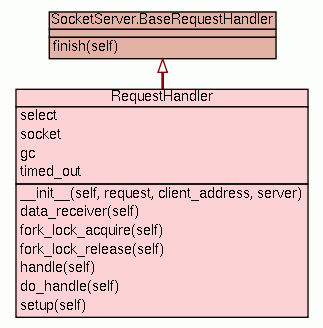 SocketServer.BaseRequestHandler
finish(self)
RequestHandler
select
socket
gc
timed_out
__init__(self, request, client_address, server)
data_receiver(self)
fork_lock_acquire(self)
fork_lock_release(self)
handle(self)
do_handle(self)
setup(self)